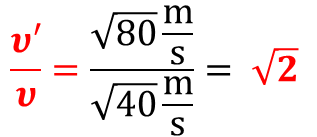 υ′/υ = (√80 m/s)/(√40 m/s) = √2